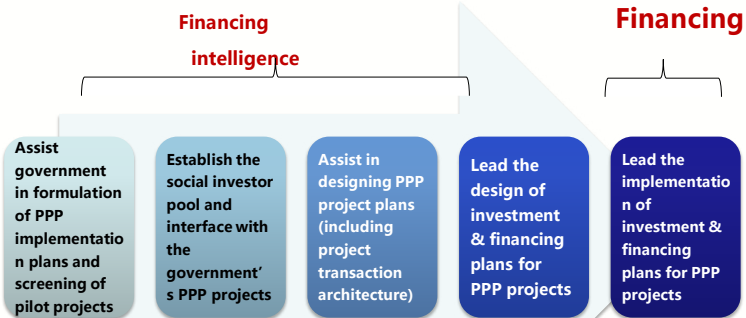 Financing
intelligence
Financing
Assist
government
in formulation
of PPP
implementatio
n plans and
screening of
pilot projects
Establish the
social investor
pool and
interface with
the
government'
s PPP projects
Assist in
designing PPP
project plans
(including
project
transaction
architecture)
Lead the
design of
investment
& financing
plans for
PPP projects
Lead the
implementatio
n of
investment &
financing
plans for PPP
projects